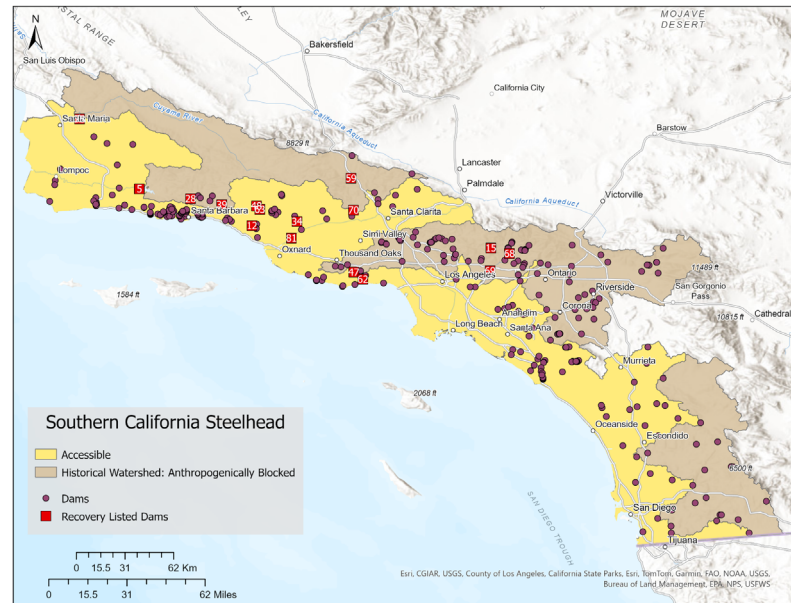 MOJAVE
DESERT
STAL RANGE
N
Bakersfield
San Luis Obispo
California City
Cuyama River
California Aqueduct
Santa Maria
Barstow
8829 ft
Lancaster
59
Palmdale
Lompoc
5
California Aqueduct
Victorville
28
39
48
70
Santa Barbara
Santa Clarita
12
34
81
Simi Valley
15
68
Oxnard
Thousand Oaks
47
62
Los Angeles
Ontario
11489 ft
Riverside
San Gorgonio
Pass
1584 ft
Corona
10815 ft
Cathedral
Anaheim
Long Beach
Santa Ana
Murrieta
2068 ft
Oceanside
Escondido
6500 ft
SAN DIEGO TROUGH
San Diego
Tijuana
Southern California Steelhead
Accessible
Historical Watershed: Anthropogenically Blocked
Dams
Recovery Listed Dams
0 15.5 31 62 Km
0 15.5 31 62 Miles
Esri, CGIAR, USGS, County of Los Angeles, California State Parks, Esri, TomTom, Garmin, FAO, NOAA, USGS,
Bureau of Land Management, EPA, NPS, USFWS